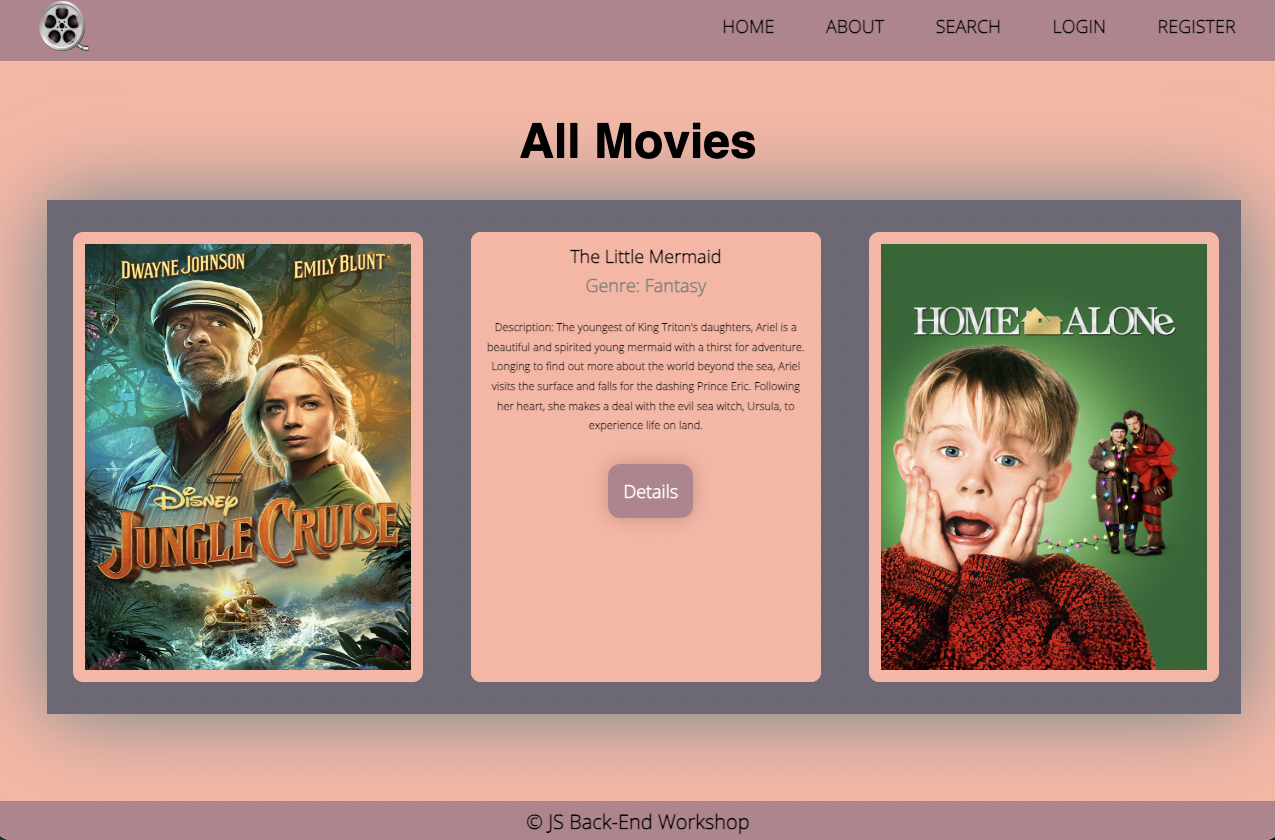 HOME ABOUT SEARCH LOGIN REGISTER
All Movies
DWAYNE JOHNSON EMILY BLUNT
DISNEY
JUNGLE CRUISE
The Little Mermaid
Genre: Fantasy
Description: The youngest of King Triton's daughters, Ariel is a
beautiful and spirited young mermaid with a thirst for adventure.
Longing to find out more about the world beyond the sea, Ariel
visits the surface and falls for the dashing Prince Eric. Following
her heart, she makes a deal with the evil sea witch, Ursula, to
experience life on land.
Details
HOME ALONe
© JS Back-End Workshop